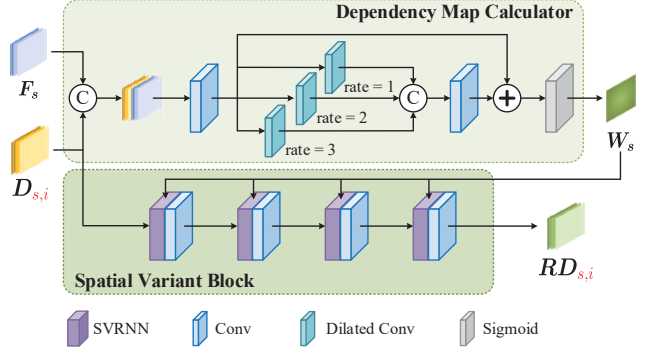 Dependency Map Calculator
F_s
C
rate = 1
C
rate = 2
rate = 3
+
W_s
D_{s,i}
Spatial Variant Block
RD_{s,i}
SVRNN
Conv
Dilated Conv
Sigmoid